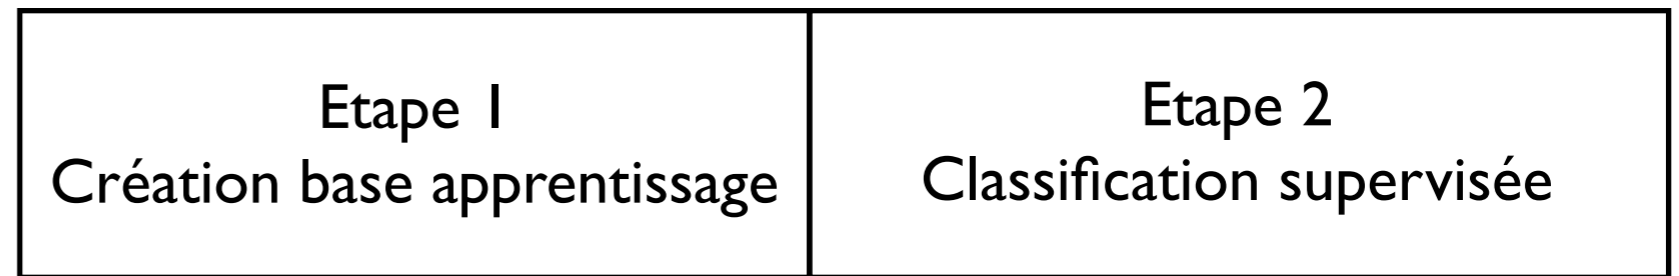 Etape 1
Création base apprentissage
Etape 2
Classification supervisée